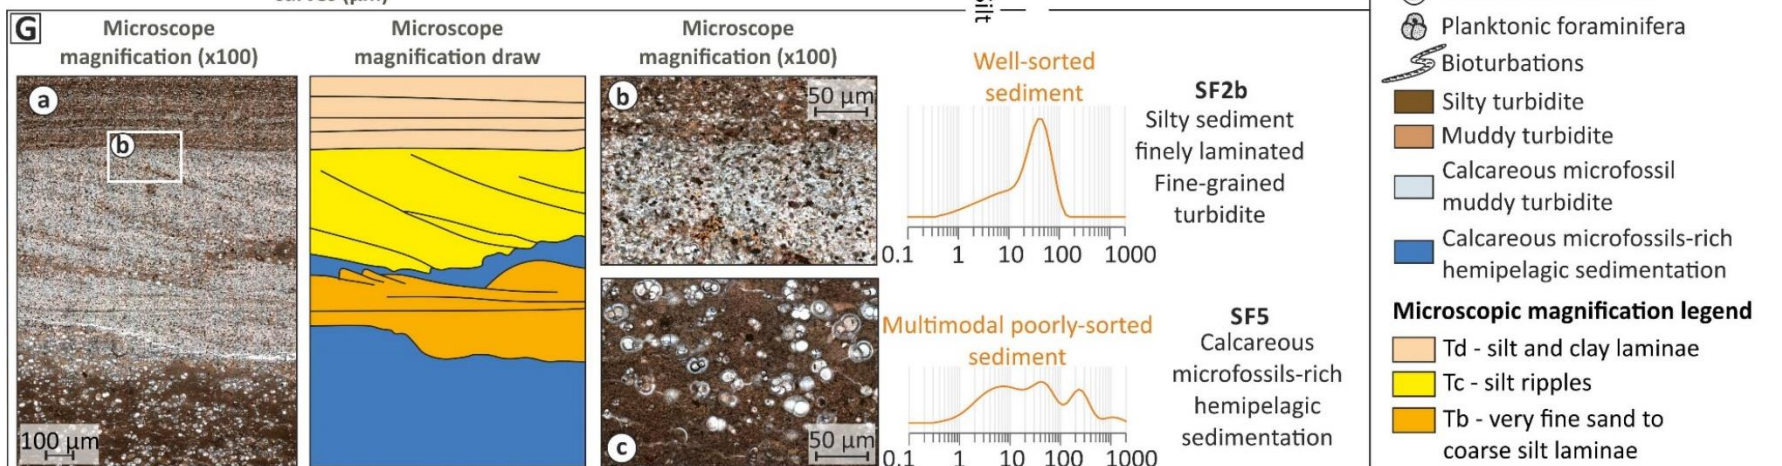 G
Microscope
magnification (x100)
Microscope
magnification draw
Microscope
magnification (x100)
a
b
100 µm
b
50 µm
c
50 µm
Well-sorted
sediment
0.1 1 10 100 1000
SF2b
Silty sediment
finely laminated
Fine-grained
turbidite
Multimodal poorly-sorted
sediment
0.1 1 10 100 1000
SF5
Calcareous
microfossils-rich
hemipelagic
sedimentation
Planktonic foraminifera
Bioturbations
Silty turbidite
Muddy turbidite
Calcareous microfossil
muddy turbidite
Calcareous microfossils-rich
hemipelagic sedimentation
Microscopic magnification legend
Td - silt and clay laminae
Tc - silt ripples
Tb - very fine sand to
coarse silt laminae